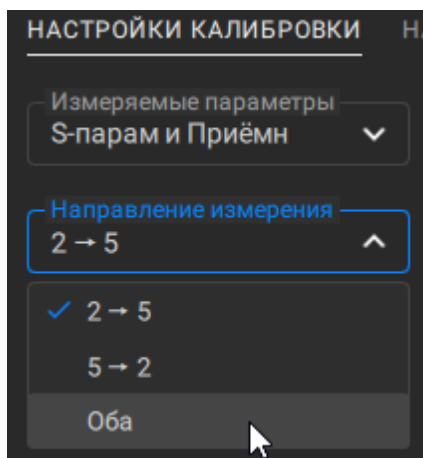 НАСТРОЙКИ КАЛИБРОВКИ Н
Измеряемые параметры
S-парам и Приёмн
Направление измерения
2 → 5
2 → 5
5 → 2
Оба